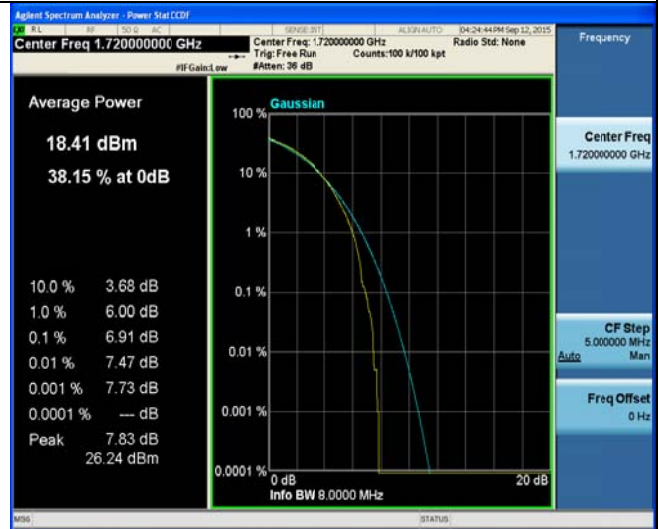 Agilent Spectrum Analyzer - Power Stat CCDF
RL RF 50 Ω AC SENSE:INT ALIGN AUTO 04:24:44 PM Sep 12, 2015
Center Freq 1.720000000 GHz
Center Freq: 1.720000000 GHz Radio Std: None
Trig: Free Run Counts:100 k/100 kpt
#IFGain:Low #Atten: 36 dB
Frequency
Average Power
18.41 dBm
38.15 % at 0dB
10.0 % 3.68 dB
1.0 % 6.00 dB
0.1 % 6.91 dB
0.01 % 7.47 dB
0.001 % 7.73 dB
0.0001 % --- dB
Peak 7.83 dB
26.24 dBm
Gaussian
100 %
10 %
1 %
0.1 %
0.01 %
0.001 %
0.0001 %
0 dB 20 dB
Info BW 8.0000 MHz
Center Freq
1.720000000 GHz
CF Step
5.000000 MHz
Auto Man
Freq Offset
0 Hz
MSG STATUS